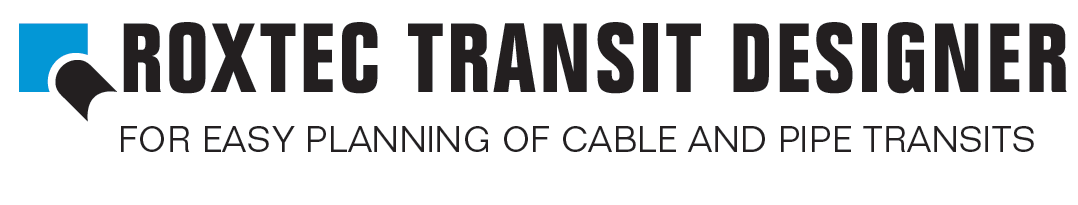 ROXTEC TRANSIT DESIGNER
FOR EASY PLANNING OF CABLE AND PIPE TRANSITS